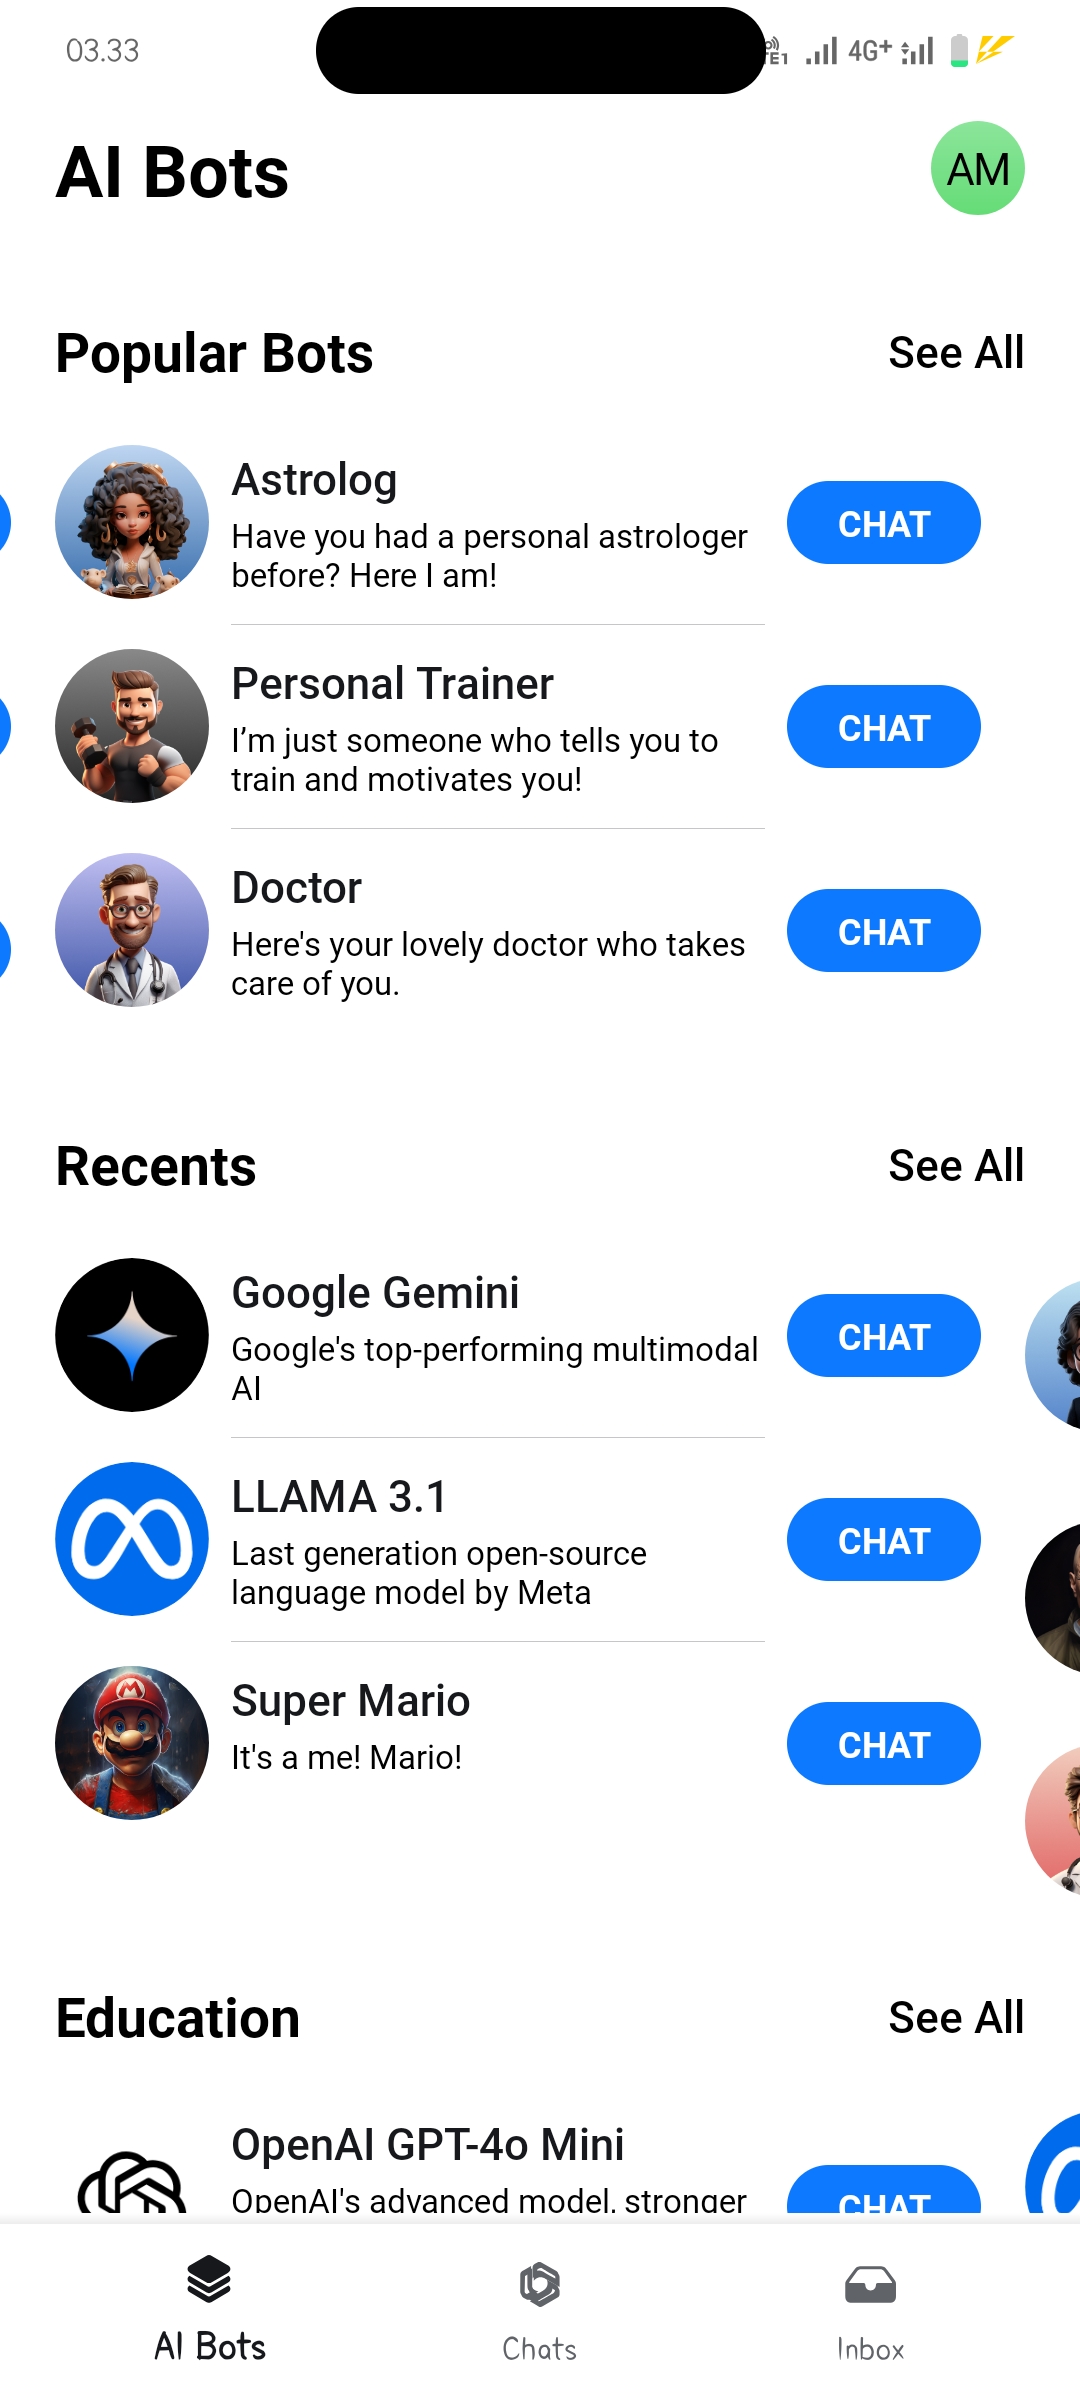 03.33
4G+
AI Bots
AM
Popular Bots
See All
Astrolog
Have you had a personal astrologer
before? Here I am!
CHAT
Personal Trainer
I’m just someone who tells you to
train and motivates you!
CHAT
Doctor
Here's your lovely doctor who takes
care of you.
CHAT
Recents
See All
Google Gemini
Google's top-performing multimodal
AI
CHAT
LLAMA 3.1
Last generation open-source
language model by Meta
CHAT
Super Mario
It's a me! Mario!
CHAT
Education
See All
OpenAI GPT-4o Mini
OpenAI's advanced model, stronger
CHAT
AI Bots
Chats
Inbox